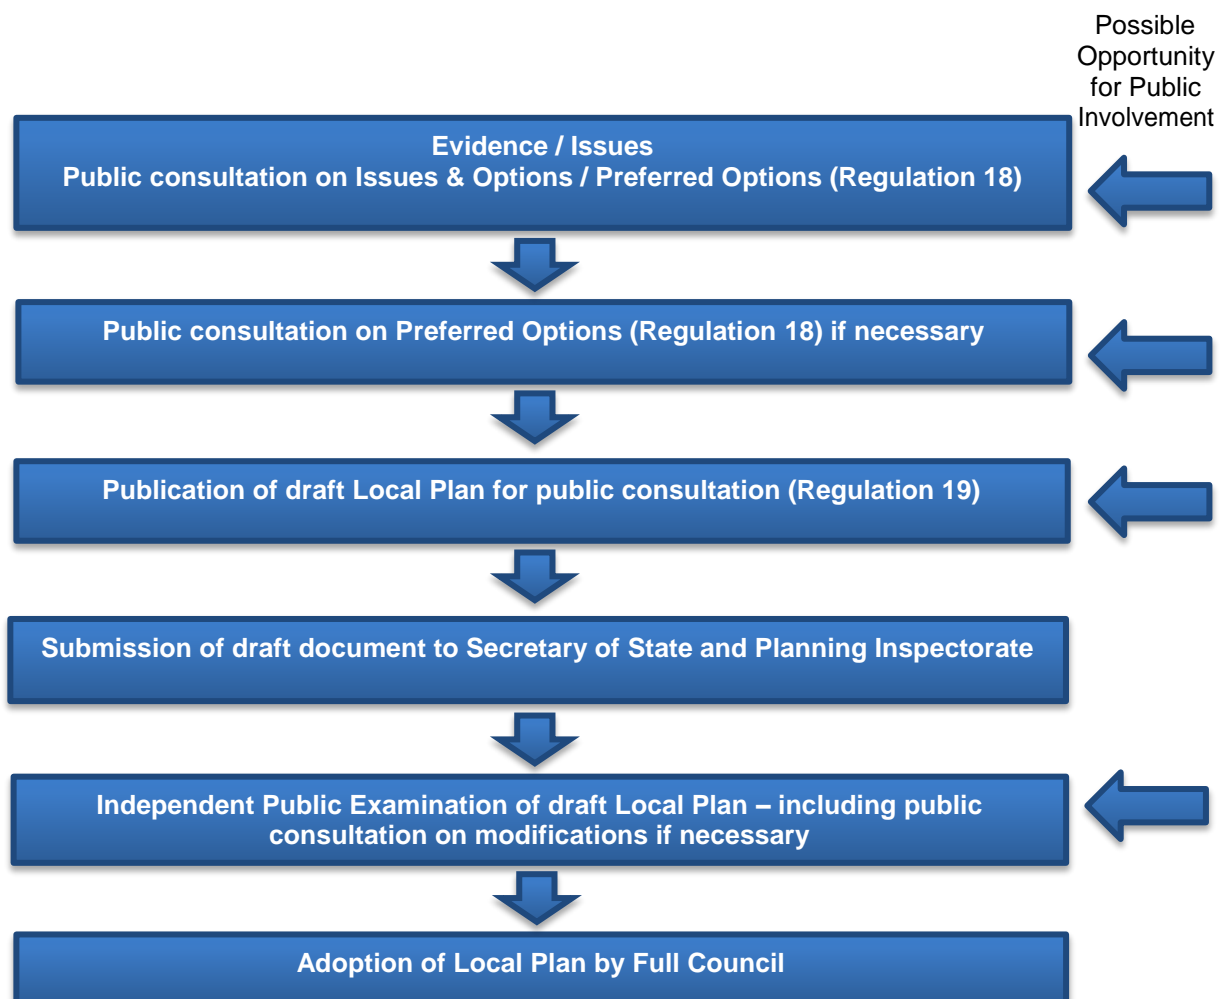 Possible
Opportunity
for Public
Involvement
Evidence / Issues
Public consultation on Issues & Options / Preferred Options (Regulation 18)
Public consultation on Preferred Options (Regulation 18) if necessary
Publication of draft Local Plan for public consultation (Regulation 19)
Submission of draft document to Secretary of State and Planning Inspectorate
Independent Public Examination of draft Local Plan – including public
consultation on modifications if necessary
Adoption of Local Plan by Full Council